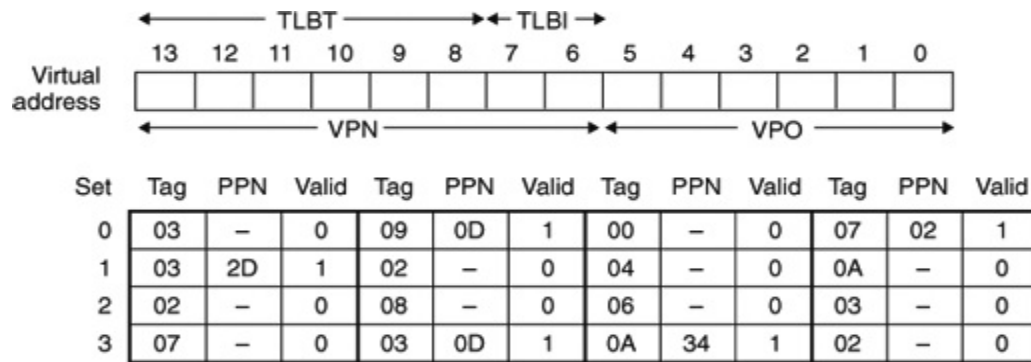 TLBT TLBI
13 12 11 10 9 8 7 6 5 4 3 2 1 0
Virtual
address
VPN VPO
Set Tag PPN Valid Tag PPN Valid Tag PPN Valid Tag PPN Valid
0 03 – 0 09 0D 1 00 – 0 07 02 1
1 03 2D 1 02 – 0 04 – 0 0A – 0
2 02 – 0 08 – 0 06 – 0 03 – 0
3 07 – 0 03 0D 1 0A 34 1 02 – 0